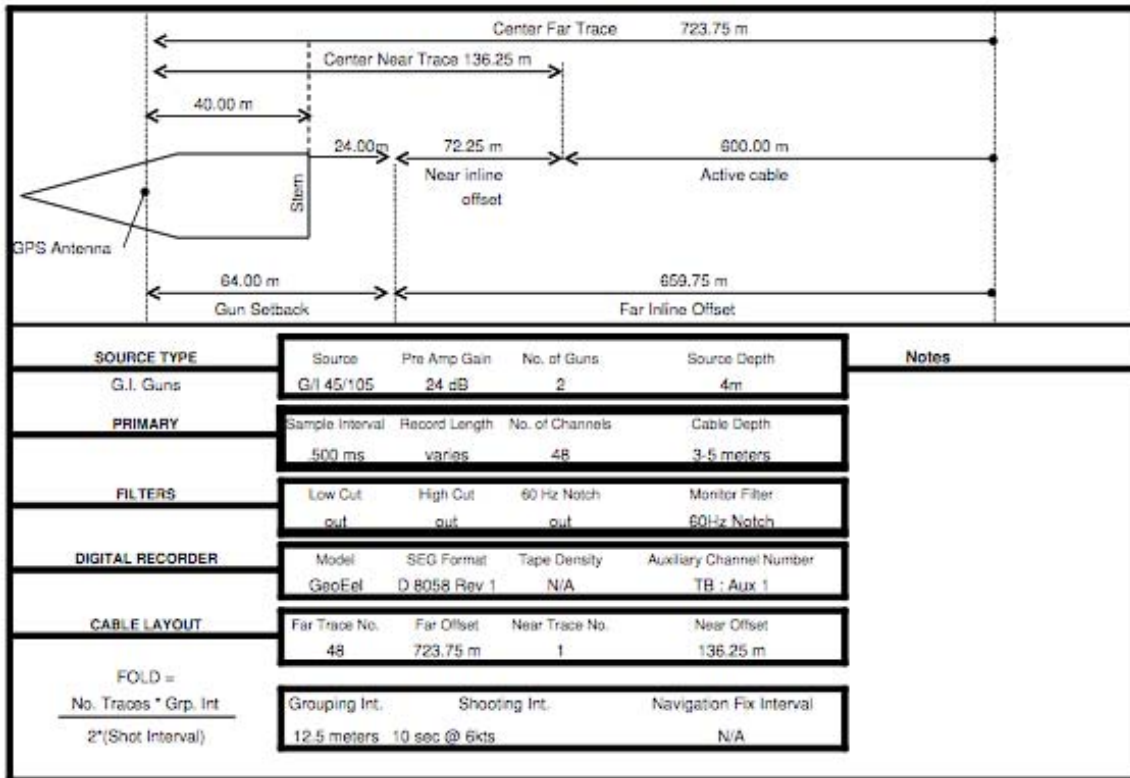 Center Far Trace 723.75 m
Center Near Trace 136.25 m
40.00 m
24.00m 72.25 m 600.00 m
Near inline Active cable
offset
Stern
GPS Antenna
64.00 m 659.75 m
Gun Setback Far Inline Offset
SOURCE TYPE Source Pre Amp Gain No. of Guns Source Depth Notes
G.I. Guns G/I 45/105 24 dB 2 4m
PRIMARY Sample Interval Record Length No. of Channels Cable Depth
.500 ms varies 48 3-5 meters
FILTERS Low Cut High Cut 60 Hz Notch Monitor Filter
out out out 60Hz Notch
DIGITAL RECORDER Model SEG Format Tape Density Auxiliary Channel Number
GeoEel D 8058 Rev 1 N/A TB : Aux 1
CABLE LAYOUT Far Trace No. Far Offset Near Trace No. Near Offset
48 723.75 m 1 136.25 m
FOLD =
No. Traces * Grp. Int Grouping Int. Shooting Int. Navigation Fix Interval
2*(Shot Interval) 12.5 meters 10 sec @ 6kts N/A